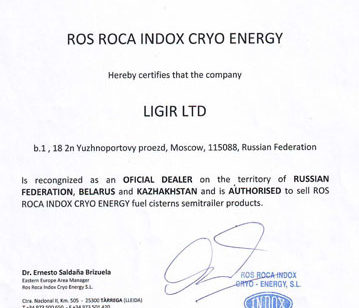 ROS ROCA INDOX CRYO ENERGY
Hereby certifies that the company
LIGIR LTD
b.1 , 18 2n Yuzhnoportovy proezd, Moscow, 115088, Russian Federation
Is recongnized as an OFICIAL DEALER on the territory of RUSSIAN
FEDERATION, BELARUS and KAZHAKHSTAN and is AUTHORISED to sell ROS
ROCA INDOX CRYO ENERGY fuel cisterns semitrailer products.
Dr. Ernesto Saldaña Brizuela
Eastern Europe Area Manager
Ros Roca Indox Cryo Energy S.L.
ROS ROCA INDOX
CRYO - ENERGY, S.L.
INDOX
Ctra. Nacional II, Km. 505 - 25300 TÀRREGA (LLEIDA)